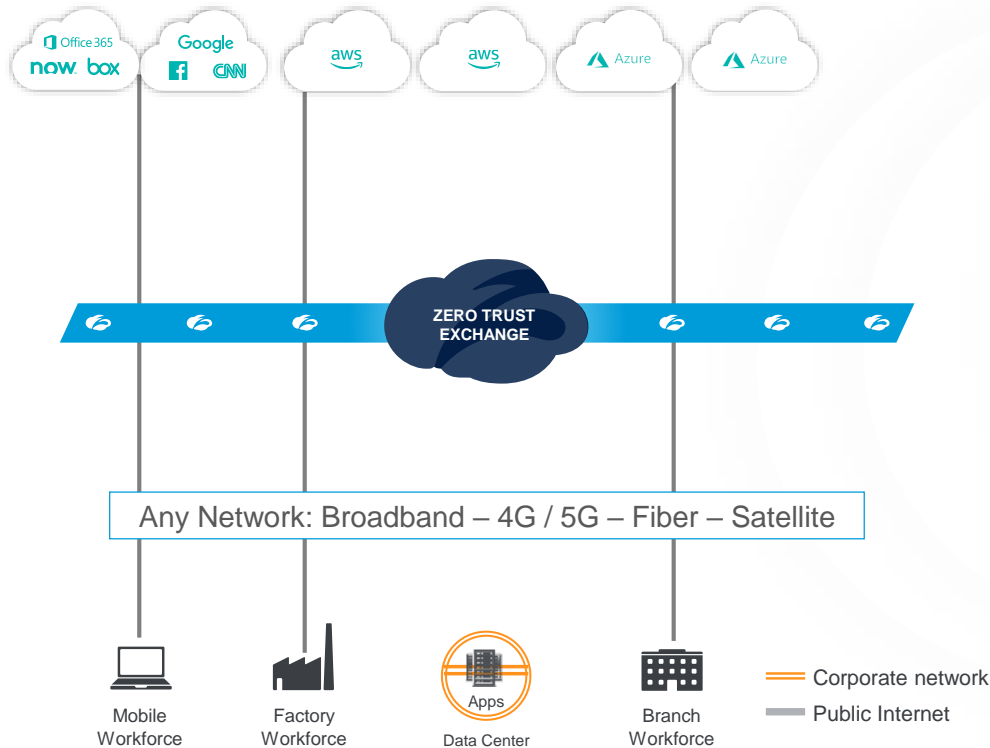 Office 365
now. box
Google
CNN
aws
aws
Azure
Azure
ZERO TRUST
EXCHANGE
Any Network: Broadband – 4G / 5G – Fiber – Satellite
Apps
Mobile
Workforce
Factory
Workforce
Data Center
Branch
Workforce
Corporate network
Public Internet